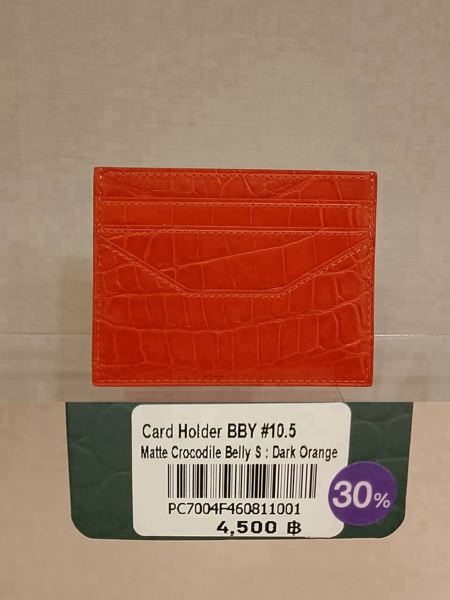 Card Holder BBY #10.5
Matte Crocodile Belly S : Dark Orange
PC7004F460811001
4,500 ฿
30%